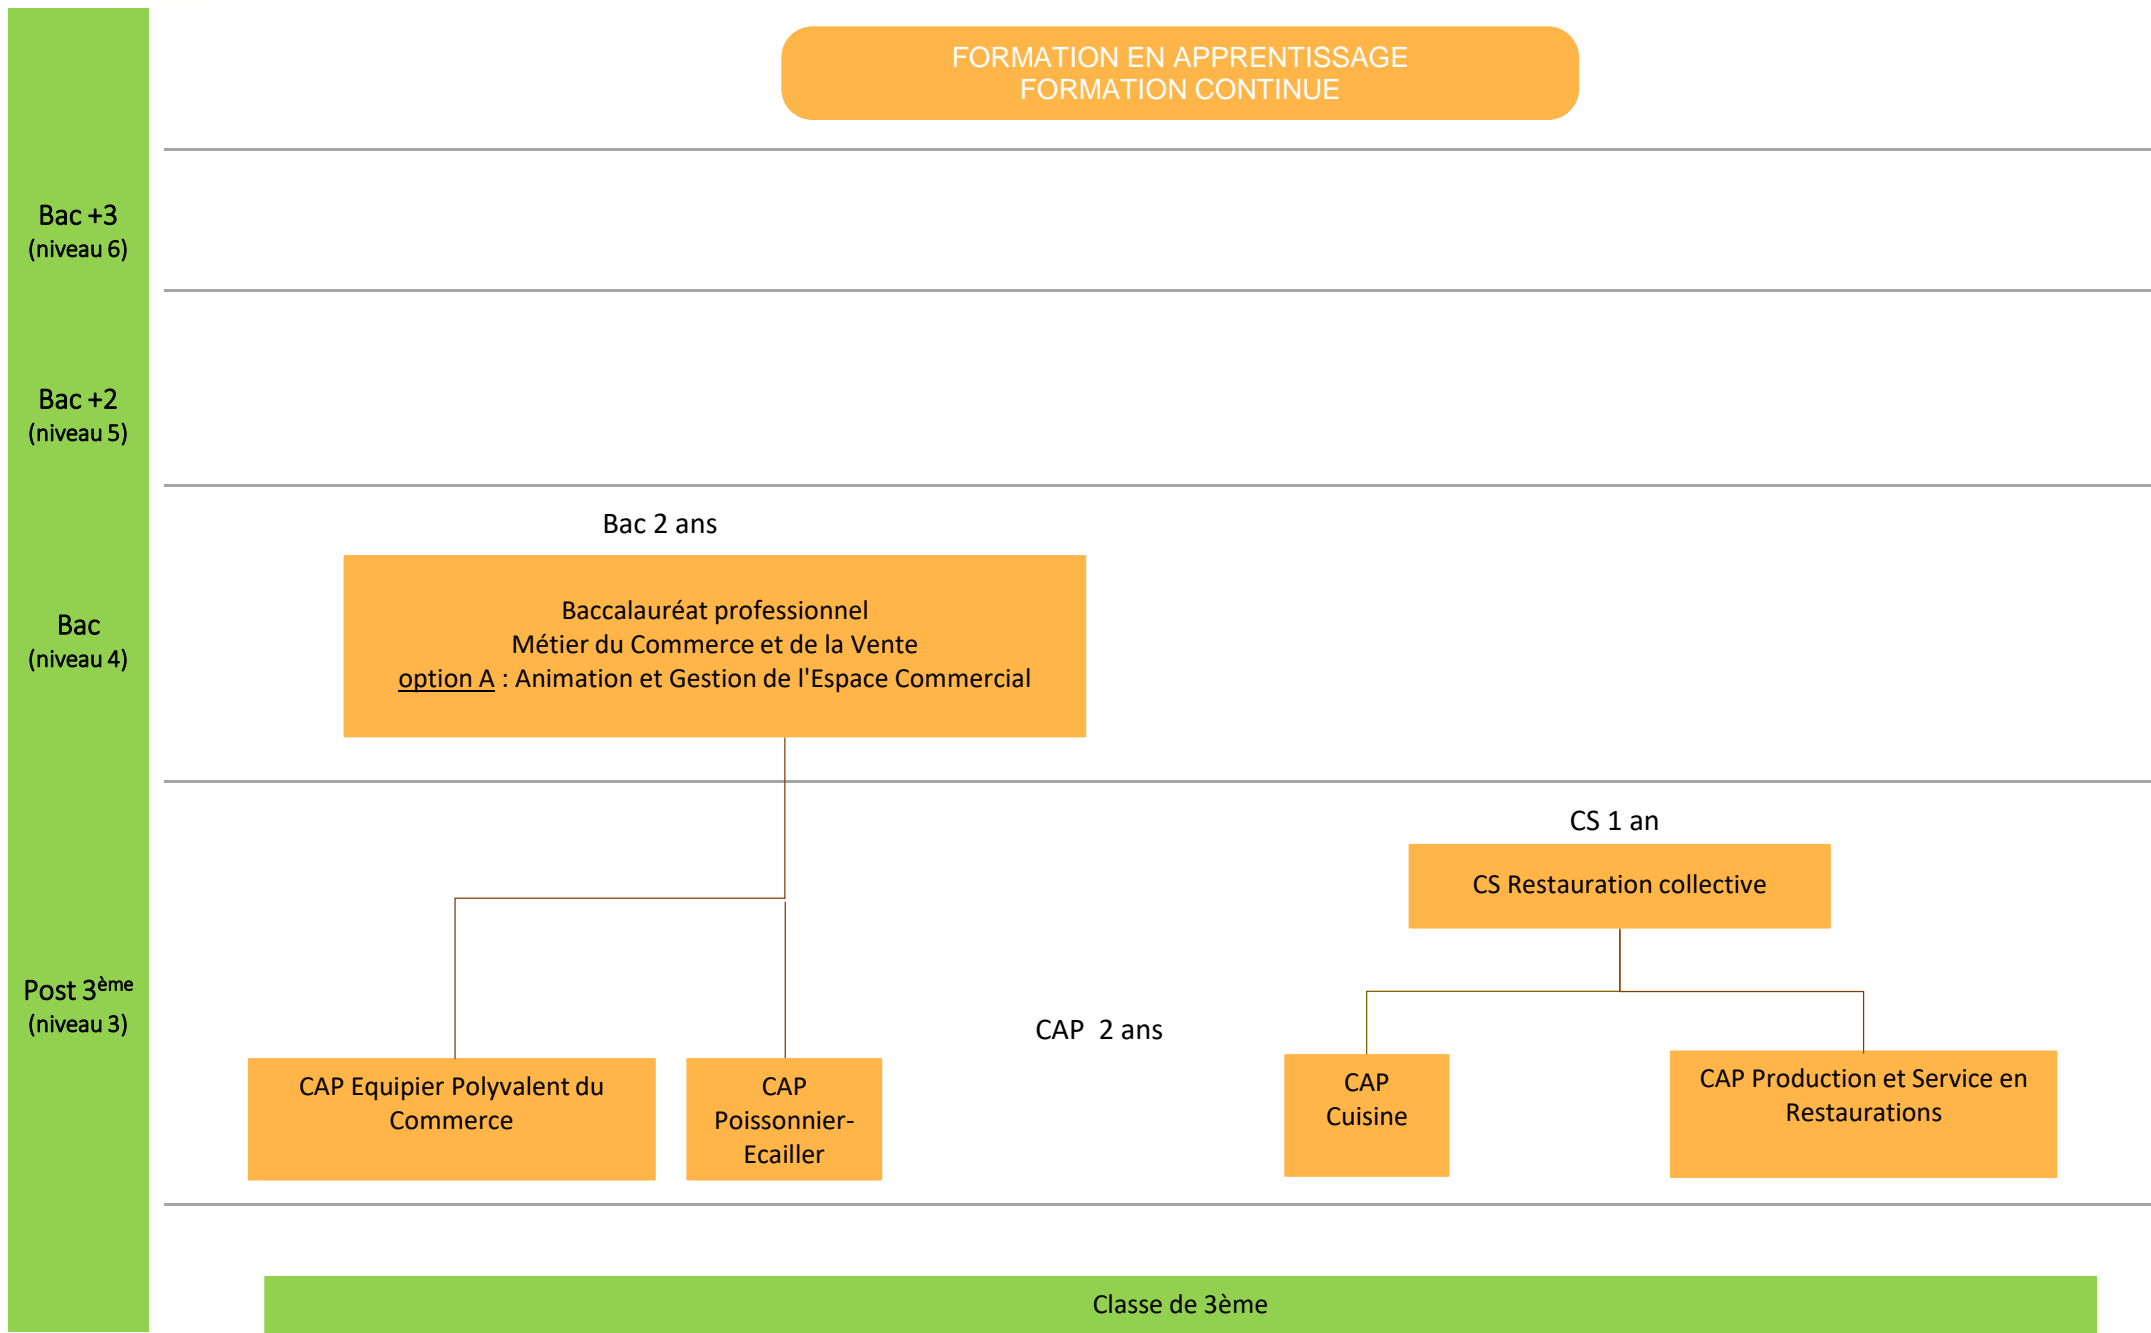 FORMATION EN APPRENTISSAGE
FORMATION CONTINUE
Bac +3
(niveau 6)
Bac +2
(niveau 5)
Bac 2 ans
Baccalauréat professionnel
Métier du Commerce et de la Vente
option A : Animation et Gestion de l'Espace Commercial
Bac
(niveau 4)
CS 1 an
CS Restauration collective
Post 3ème
(niveau 3)
CAP 2 ans
CAP Equipier Polyvalent du
Commerce
CAP
Poissonnier-
Ecailler
CAP
Cuisine
CAP Production et Service en
Restaurations
Classe de 3ème